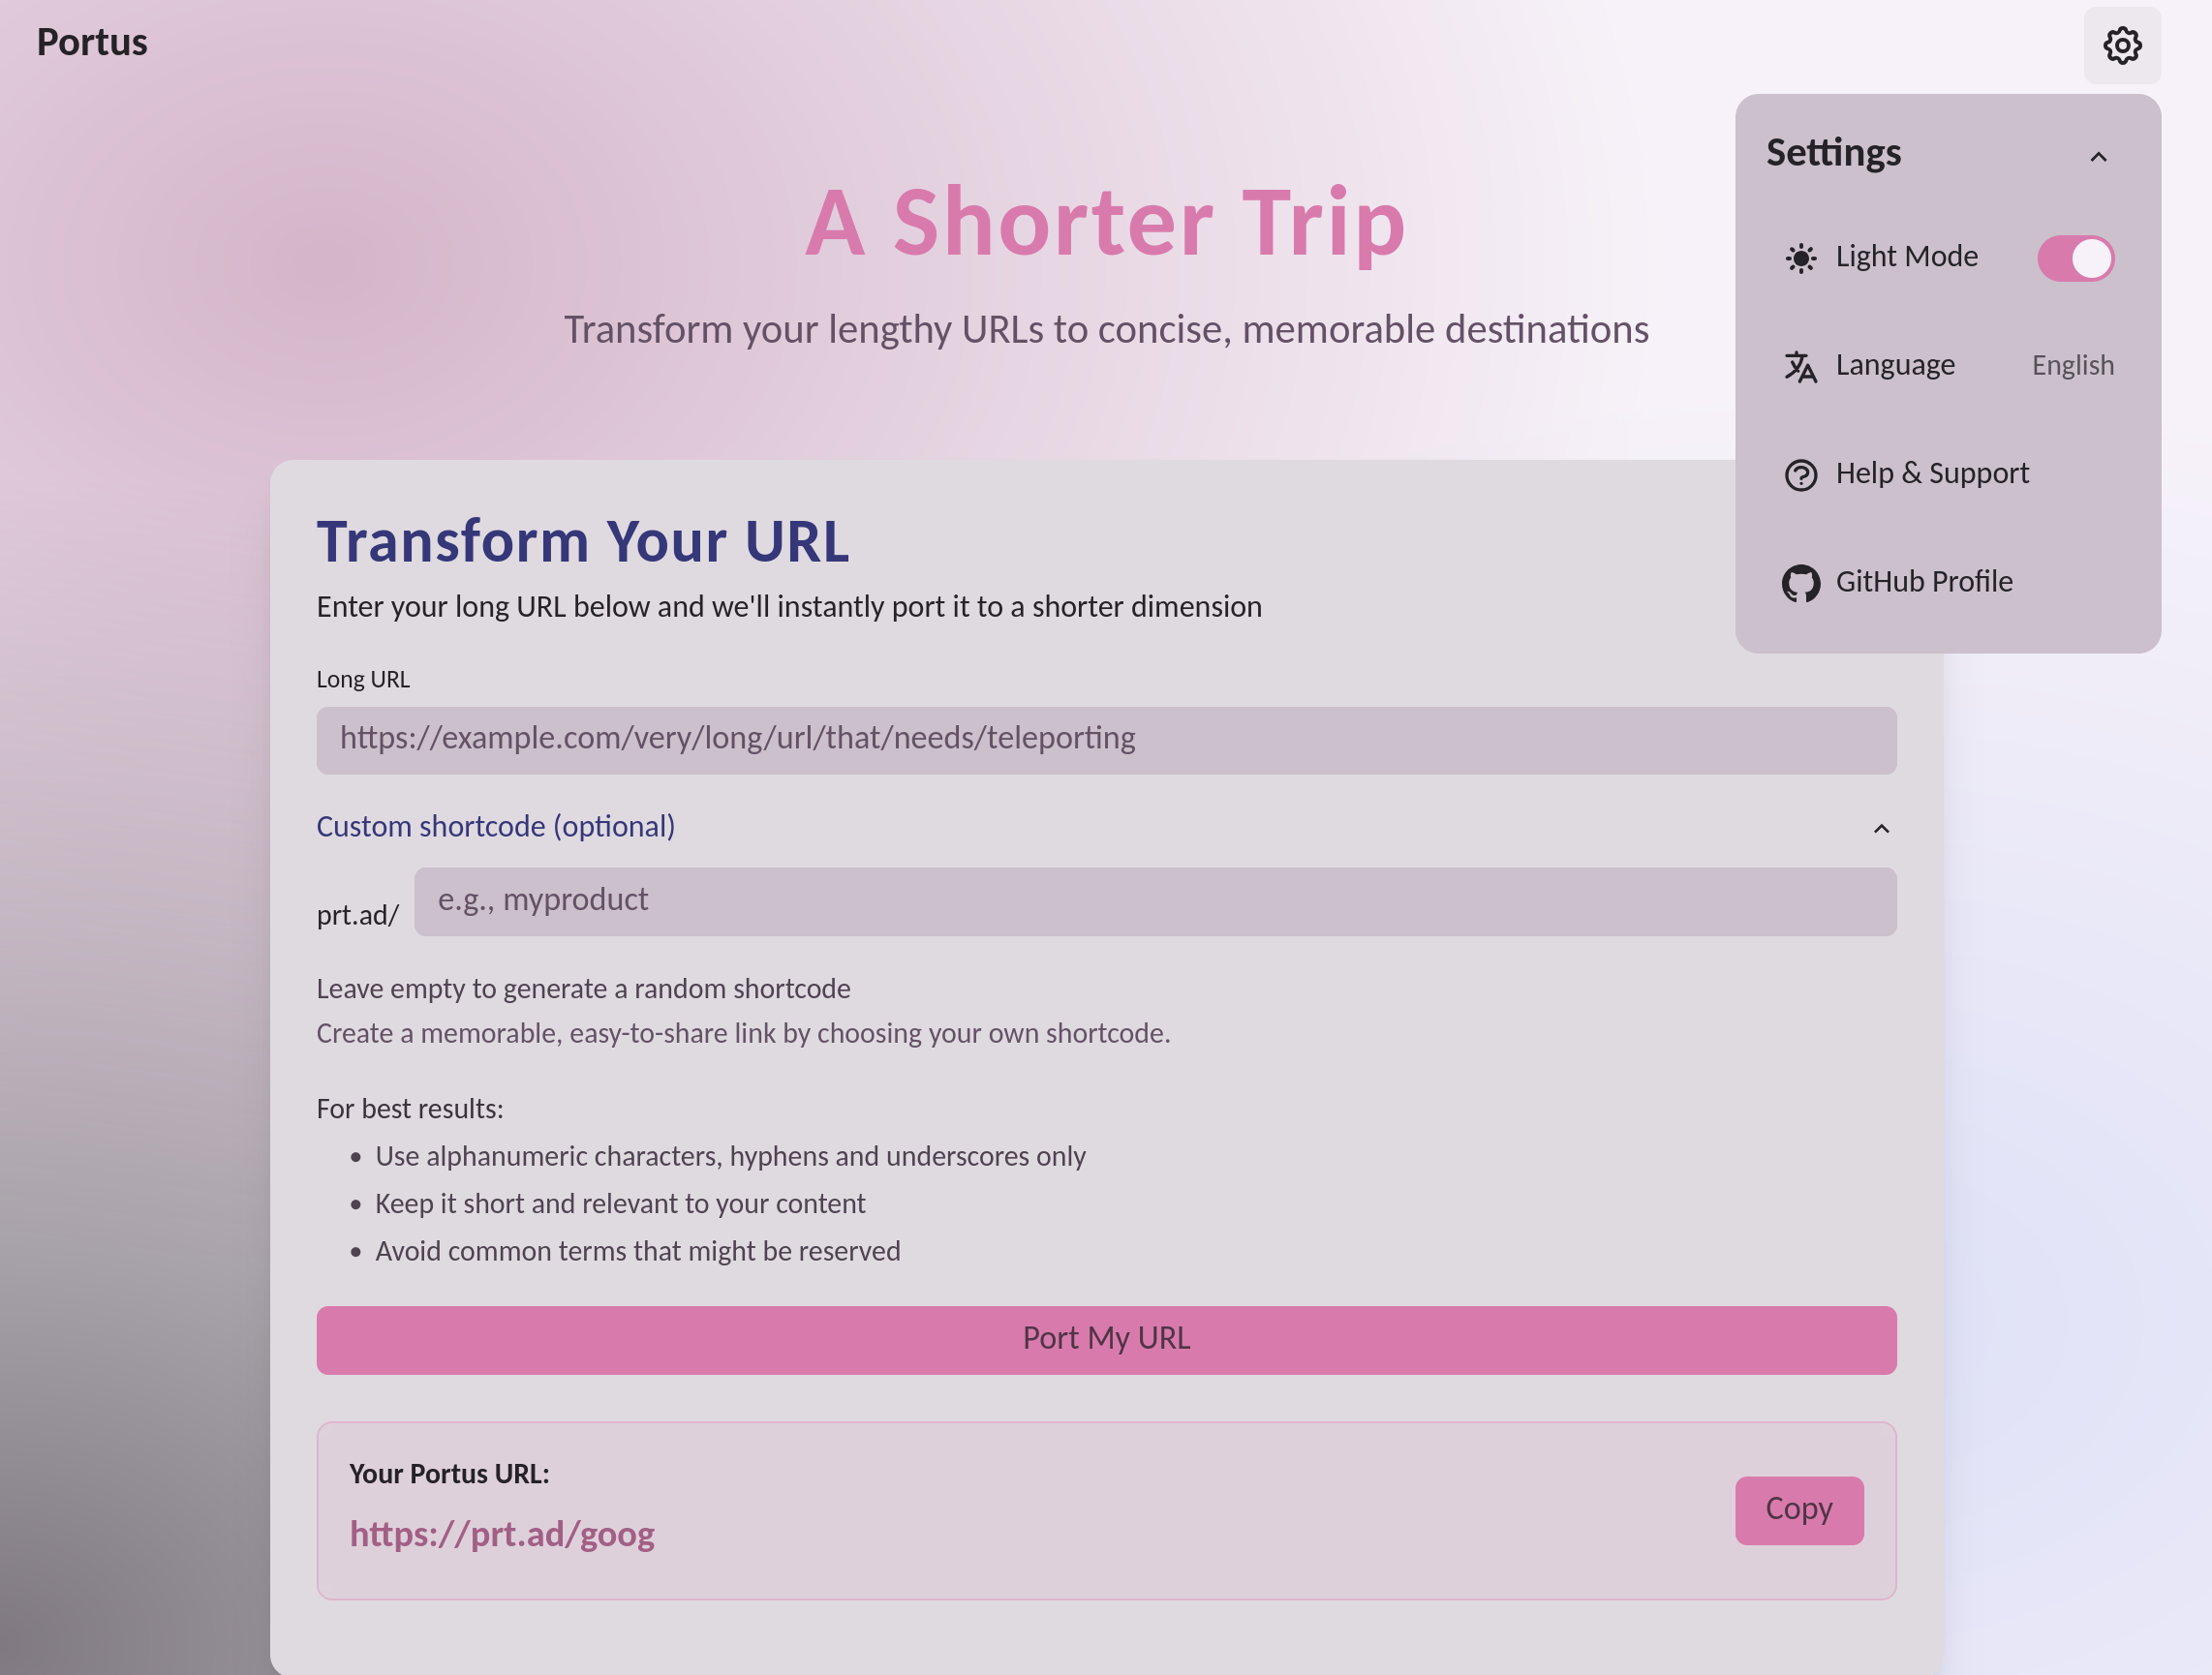 Portus
A Shorter Trip
Transform your lengthy URLs to concise, memorable destinations
Settings
Light Mode
Language English
Help & Support
GitHub Profile
Transform Your URL
Enter your long URL below and we'll instantly port it to a shorter dimension
Long URL
https://example.com/very/long/url/that/needs/teleporting
Custom shortcode (optional)
prt.ad/ e.g., myproduct
Leave empty to generate a random shortcode
Create a memorable, easy-to-share link by choosing your own shortcode.
For best results:
• Use alphanumeric characters, hyphens and underscores only
• Keep it short and relevant to your content
• Avoid common terms that might be reserved
Port My URL
Your Portus URL:
https://prt.ad/goog
Copy